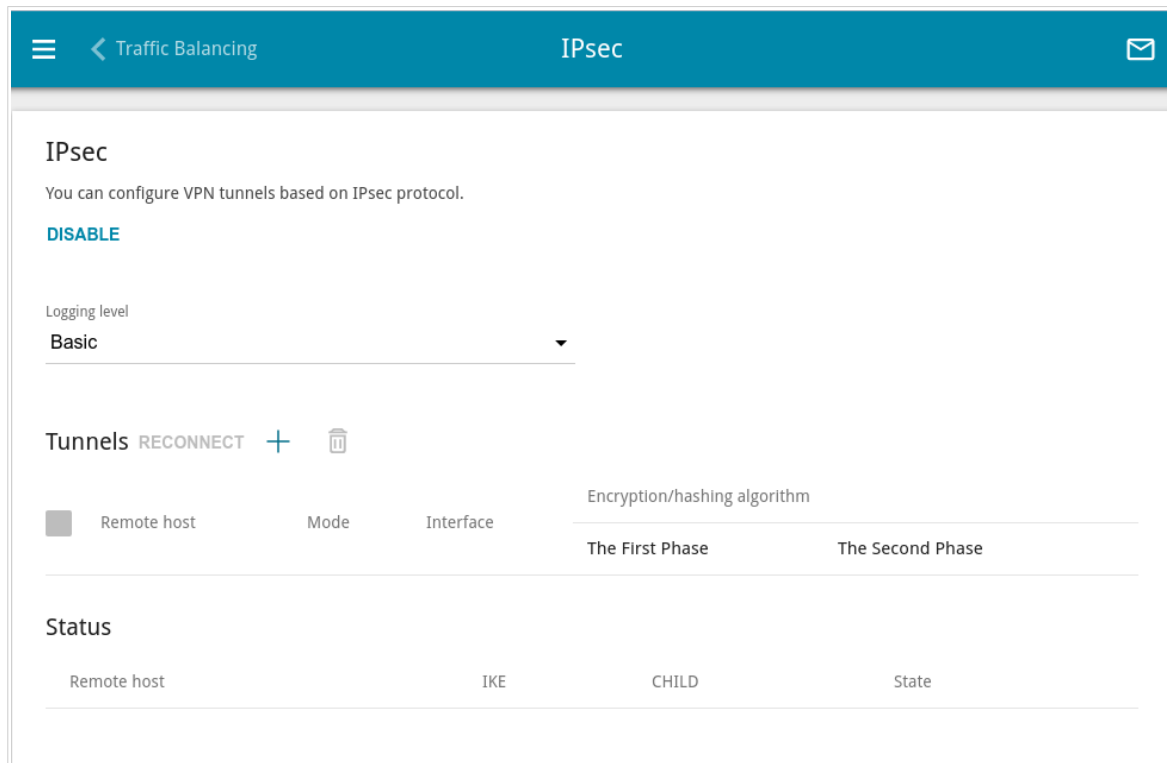 Traffic Balancing IPsec
IPsec
You can configure VPN tunnels based on IPsec protocol.
DISABLE
Logging level
Basic
Tunnels RECONNECT
Encryption/hashing algorithm
Remote host Mode Interface
The First Phase The Second Phase
Status
Remote host IKE CHILD State